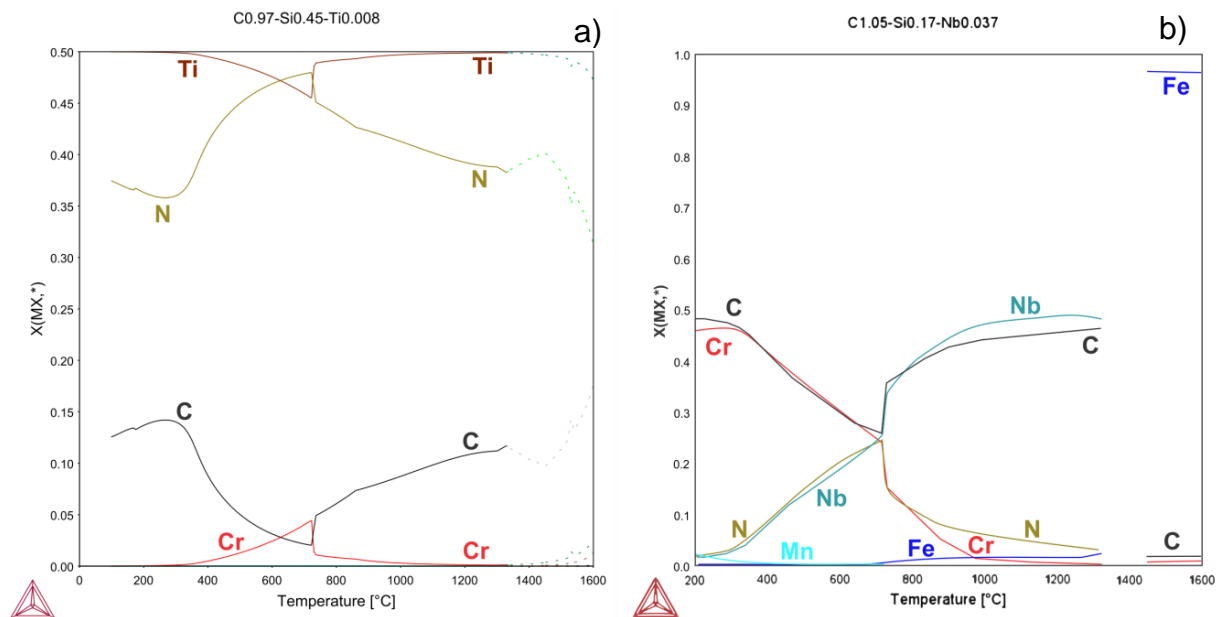 C0.97-Si0.45-Ti0.008
a)
0.50
0.45
0.40
0.35
0.30
0.25
0.20
0.15
0.10
0.05
0.00
X(MX,*)
Ti
Ti
N
N
C
C
Cr
Cr
0
200
400
600
800
1000
1200
1400
1600
Temperature [°C]
C1.05-Si0.17-Nb0.037
b)
1.0
0.9
0.8
0.7
0.6
0.5
0.4
0.3
0.2
0.1
0.0
X(MX,*)
Fe
C
Cr
Nb
C
N
Nb
Mn
Fe
N
Cr
C
200
400
600
800
1000
1200
1400
1600
Temperature [°C]